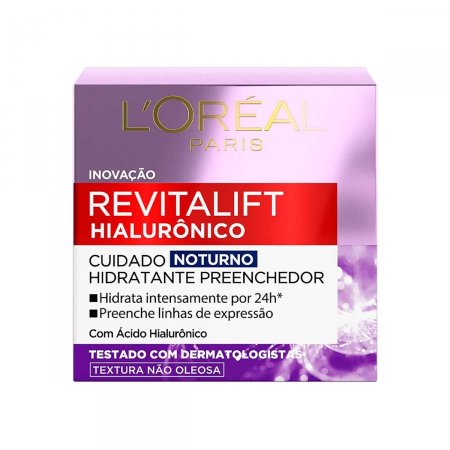 L'ORÉAL
PARIS
INOVAÇÃO
REVITALIFT
HIALURÔNICO
CUIDADO NOTURNO
HIDRATANTE PREENCHEDOR
■Hidrata intensamente por 24h*
■Preenche linhas de expressão
Com Ácido Hialurônico
TESTADO COM DERMATOLOGISTAS
TEXTURA NÃO OLEOSA